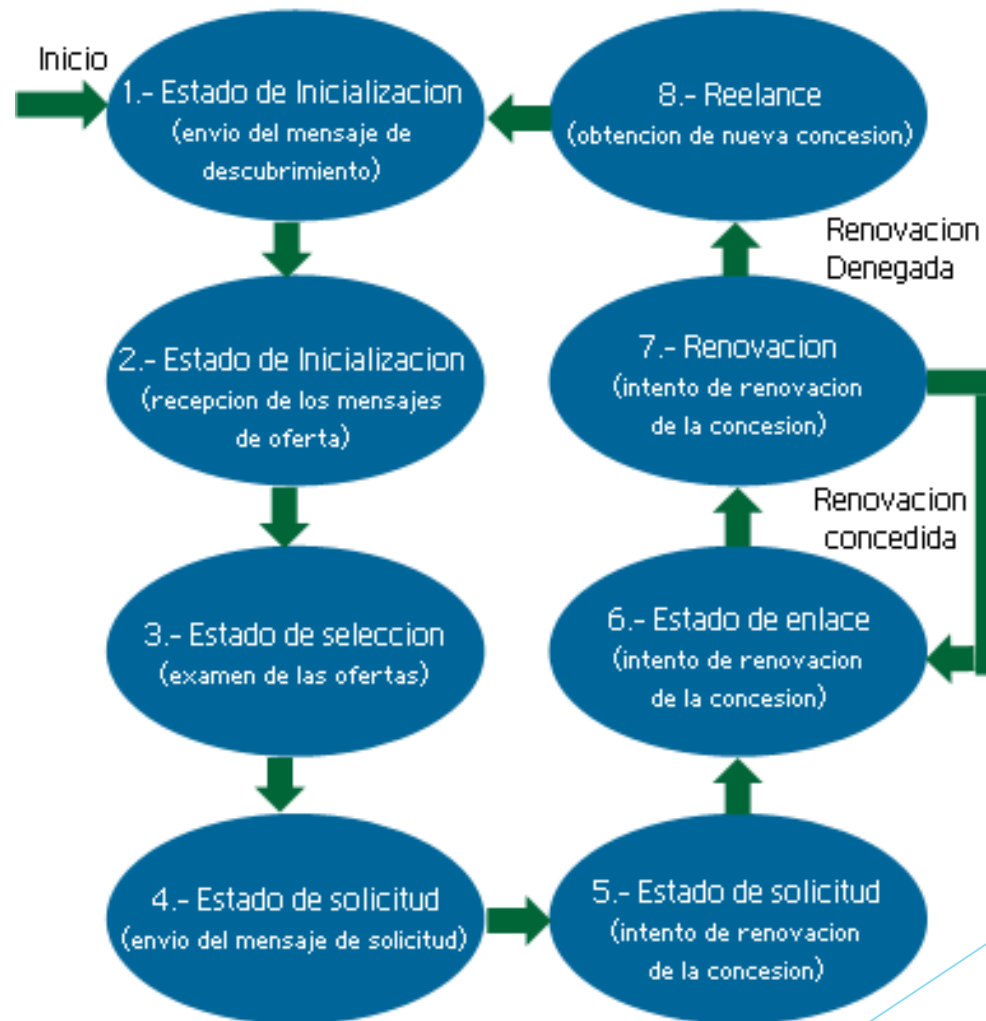 Inicio
1.- Estado de Inicializacion
(envio del mensaje de
descubrimiento)
2.- Estado de Inicializacion
(recepcion de los mensajes
de oferta)
3.- Estado de seleccion
(examen de las ofertas)
4.- Estado de solicitud
(envio del mensaje de solicitud)
5.- Estado de solicitud
(intento de renovacion
de la concesion)
6.- Estado de enlace
(intento de renovacion
de la concesion)
Renovacion
concedida
7.- Renovacion
(intento de renovacion
de la concesion)
Renovacion
Denegada
8.- Reelance
(obtencion de nueva concesion)